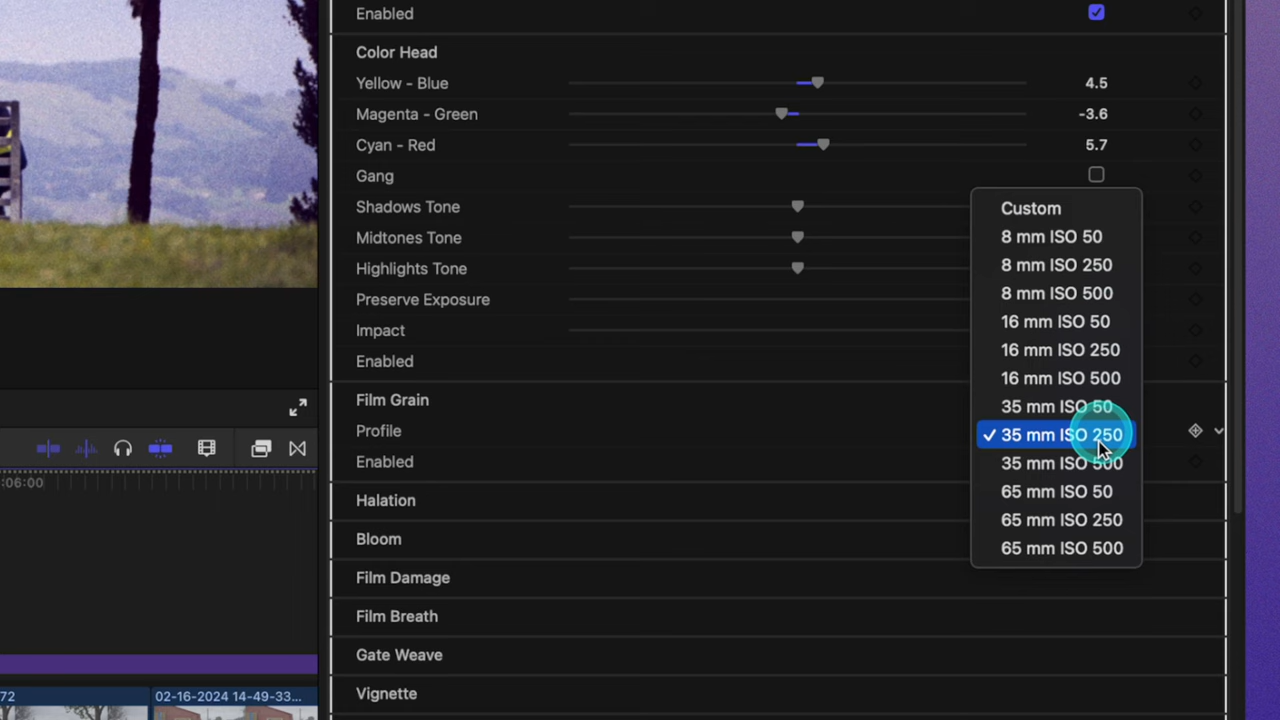 Enabled
Color Head
Yellow - Blue 4.5
Magenta - Green -3.6
Cyan - Red 5.7
Gang
Shadows Tone
Midtones Tone
Highlights Tone
Preserve Exposure
Impact
Enabled
Film Grain
Profile
Enabled
Halation
Bloom
Film Damage
Film Breath
Gate Weave
Vignette
Custom
8 mm ISO 50
8 mm ISO 250
8 mm ISO 500
16 mm ISO 50
16 mm ISO 250
16 mm ISO 500
35 mm ISO 50
35 mm ISO 250
35 mm ISO 500
65 mm ISO 50
65 mm ISO 250
65 mm ISO 500
:06:00
72
02-16-2024 14-49-33...